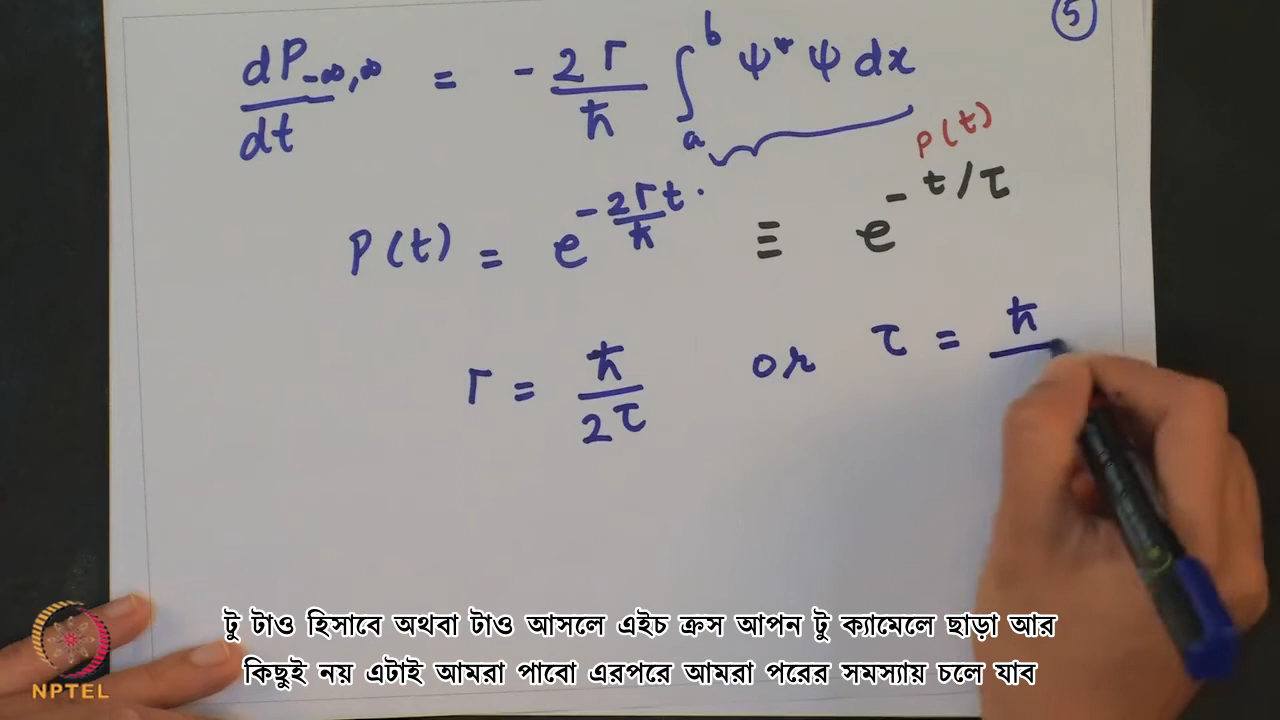 5
dP₋∞,∞/dt = - 2Γ/ħ ∫ₐᵇ Ψ* Ψ dx
P(t)
P(t) = e^(-2Γt/ħ) . ≡ e^(-t/τ)
Γ = ħ/2τ or τ = ħ/
টু টাও হিসাবে অথবা টাও আসলে এইচ ক্রস আপন টু ক্যামেলে ছাড়া আর
কিছুই নয় এটাই আমরা পাবো এরপরে আমরা পরের সমস্যায় চলে যাব
NPTEL